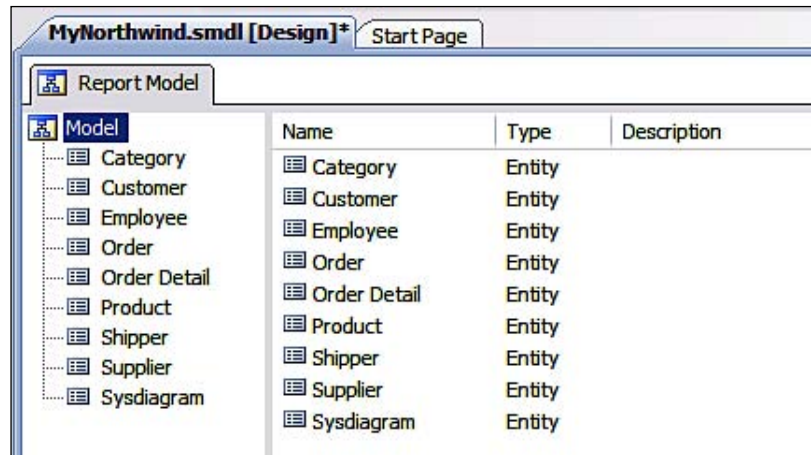 MyNorthwind.smdl [Design]* Start Page
Report Model
Model
Category
Customer
Employee
Order
Order Detail
Product
Shipper
Supplier
Sysdiagram
Name Type Description
Category Entity
Customer Entity
Employee Entity
Order Entity
Order Detail Entity
Product Entity
Shipper Entity
Supplier Entity
Sysdiagram Entity